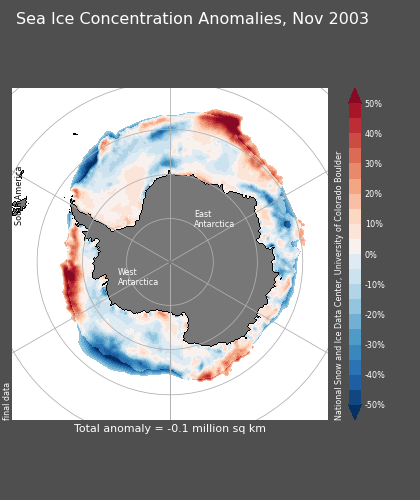 Sea Ice Concentration Anomalies, Nov 2003
South America
East
Antarctica
West
Antarctica
final data
National Snow and Ice Data Center, University of Colorado Boulder
50%
40%
30%
20%
10%
0%
-10%
-20%
-30%
-40%
-50%
Total anomaly = -0.1 million sq km